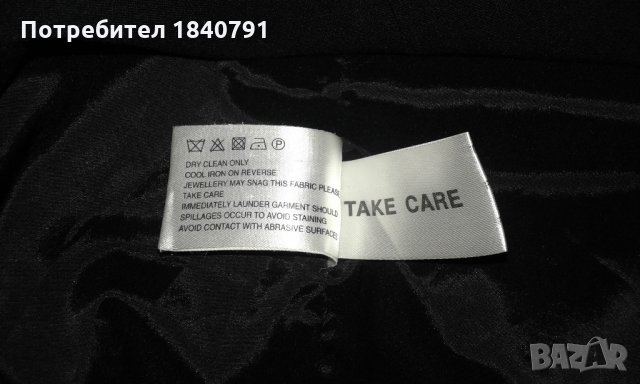 Потребител 1840791
DRY CLEAN ONLY
COOL IRON ON REVERSE
JEWELLERY MAY SNAG THIS FABRIC PLEASE
TAKE CARE
IMMEDIATELY LAUNDER GARMENT SHOULD
SPILLAGES OCCUR TO AVOID STAINING
AVOID CONTACT WITH ABRASIVE SURFACES
TAKE CARE
BAZAR